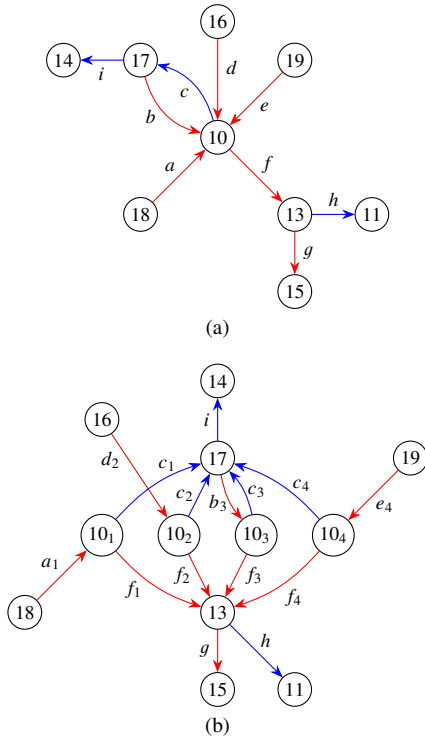 16
14
17
19
i
d
c
b
e
10
a
f
18
13
h
11
g
15
(a)
14
16
i
17
19
d₂
c₁
c₂
b₃
c₃
c₄
e₄
10₁
10₂
10₃
10₄
a₁
f₁
f₂
f₃
f₄
18
13
g
h
15
11
(b)